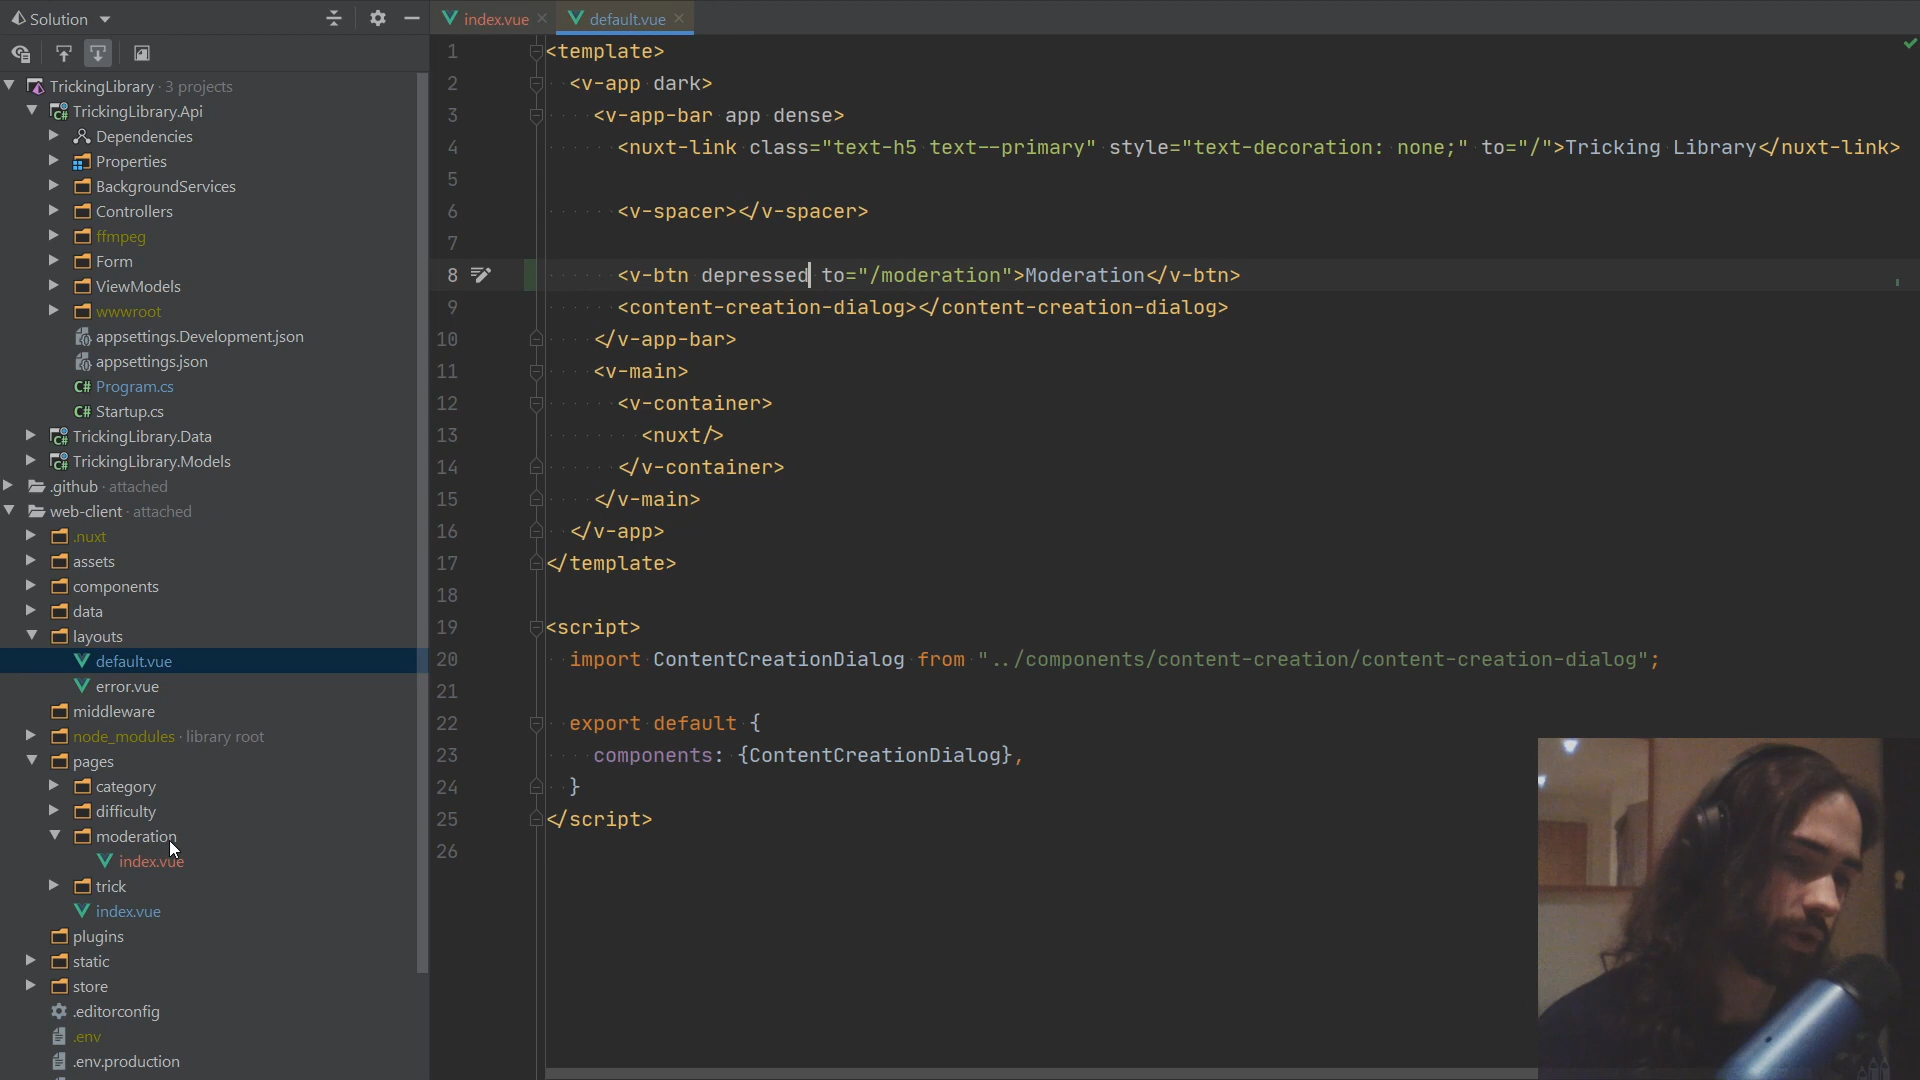 Solution
index.vue
default.vue
TrickingLibrary · 3 projects
TrickingLibrary.Api
Dependencies
Properties
BackgroundServices
Controllers
ffmpeg
Form
ViewModels
wwwroot
appsettings.Development.json
appsettings.json
C# Program.cs
C# Startup.cs
TrickingLibrary.Data
TrickingLibrary.Models
.github · attached
web-client · attached
.nuxt
assets
components
data
layouts
default.vue
error.vue
middleware
node_modules · library root
pages
category
difficulty
moderation
index.vue
trick
index.vue
plugins
static
store
.editorconfig
.env
.env.production
1 <template>
2 <v-app dark>
3 <v-app-bar app dense>
4 <nuxt-link class="text-h5 text--primary" style="text-decoration: none;" to="/">Tricking Library</nuxt-link>
5
6 <v-spacer></v-spacer>
7
8 <v-btn depressed to="/moderation">Moderation</v-btn>
9 <content-creation-dialog></content-creation-dialog>
10 </v-app-bar>
11 <v-main>
12 <v-container>
13 <nuxt/>
14 </v-container>
15 </v-main>
16 </v-app>
17 </template>
18
19 <script>
20 import ContentCreationDialog from "../components/content-creation/content-creation-dialog";
21
22 export default {
23 components: {ContentCreationDialog},
24 }
25 </script>
26